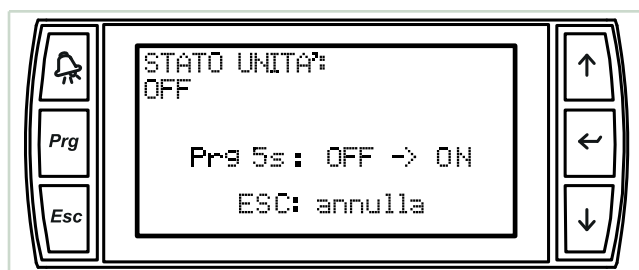 STATO UNITA':
OFF
Prg
Prg 5s: OFF -> ON
ESC: annulla
Esc